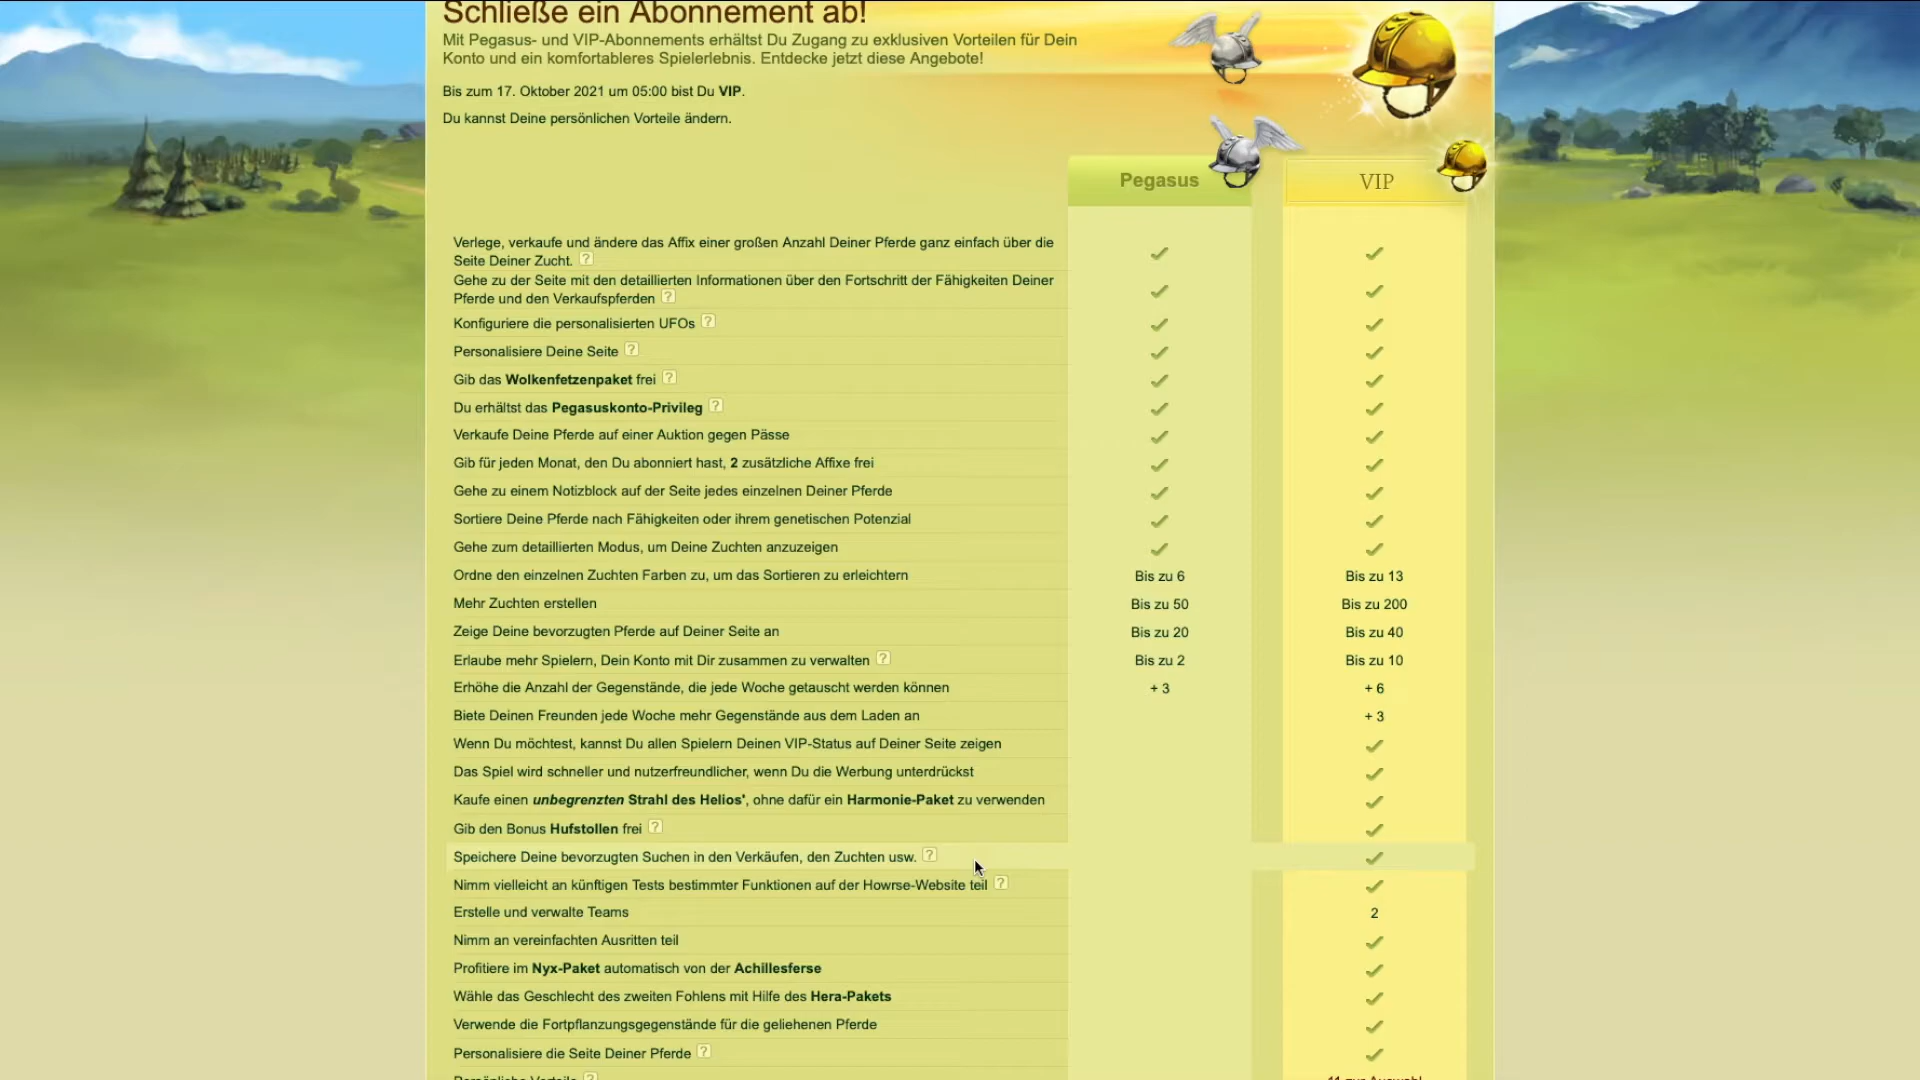 Schließe ein Abonnement ab!
Mit Pegasus- und VIP-Abonnements erhältst Du Zugang zu exklusiven Vorteilen für Dein
Konto und ein komfortableres Spielerlebnis. Entdecke jetzt diese Angebote!
Bis zum 17. Oktober 2021 um 05:00 bist Du VIP.
Du kannst Deine persönlichen Vorteile ändern.
Pegasus VIP
Verlege, verkaufe und ändere das Affix einer großen Anzahl Deiner Pferde ganz einfach über die
Seite Deiner Zucht. ?
Gehe zu der Seite mit den detaillierten Informationen über den Fortschritt der Fähigkeiten Deiner
Pferde und den Verkaufspferden ?
Konfiguriere die personalisierten UFOs ?
Personalisiere Deine Seite ?
Gib das Wolkenfetzenpaket frei ?
Du erhältst das Pegasuskonto-Privileg ?
Verkaufe Deine Pferde auf einer Auktion gegen Pässe
Gib für jeden Monat, den Du abonniert hast, 2 zusätzliche Affixe frei
Gehe zu einem Notizblock auf der Seite jedes einzelnen Deiner Pferde
Sortiere Deine Pferde nach Fähigkeiten oder ihrem genetischen Potenzial
Gehe zum detaillierten Modus, um Deine Zuchten anzuzeigen
Ordne den einzelnen Zuchten Farben zu, um das Sortieren zu erleichtern Bis zu 6 Bis zu 13
Mehr Zuchten erstellen Bis zu 50 Bis zu 200
Zeige Deine bevorzugten Pferde auf Deiner Seite an Bis zu 20 Bis zu 40
Erlaube mehr Spielern, Dein Konto mit Dir zusammen zu verwalten ? Bis zu 2 Bis zu 10
Erhöhe die Anzahl der Gegenstände, die jede Woche getauscht werden können + 3 + 6
Biete Deinen Freunden jede Woche mehr Gegenstände aus dem Laden an + 3
Wenn Du möchtest, kannst Du allen Spielern Deinen VIP-Status auf Deiner Seite zeigen
Das Spiel wird schneller und nutzerfreundlicher, wenn Du die Werbung unterdrückst
Kaufe einen unbegrenzten Strahl des Helios*, ohne dafür ein Harmonie-Paket zu verwenden
Gib den Bonus Hufstollen frei ?
Speichere Deine bevorzugten Suchen in den Verkäufen, den Zuchten usw. ?
Nimm vielleicht an künftigen Tests bestimmter Funktionen auf der Howrse-Website teil ?
Erstelle und verwalte Teams 2
Nimm an vereinfachten Ausritten teil
Profitiere im Nyx-Paket automatisch von der Achillesferse
Wähle das Geschlecht des zweiten Fohlens mit Hilfe des Hera-Pakets
Verwende die Fortpflanzungsgegenstände für die geliehenen Pferde
Personalisiere die Seite Deiner Pferde ?
Persönliche Vorteile ? 11 zur Auswahl